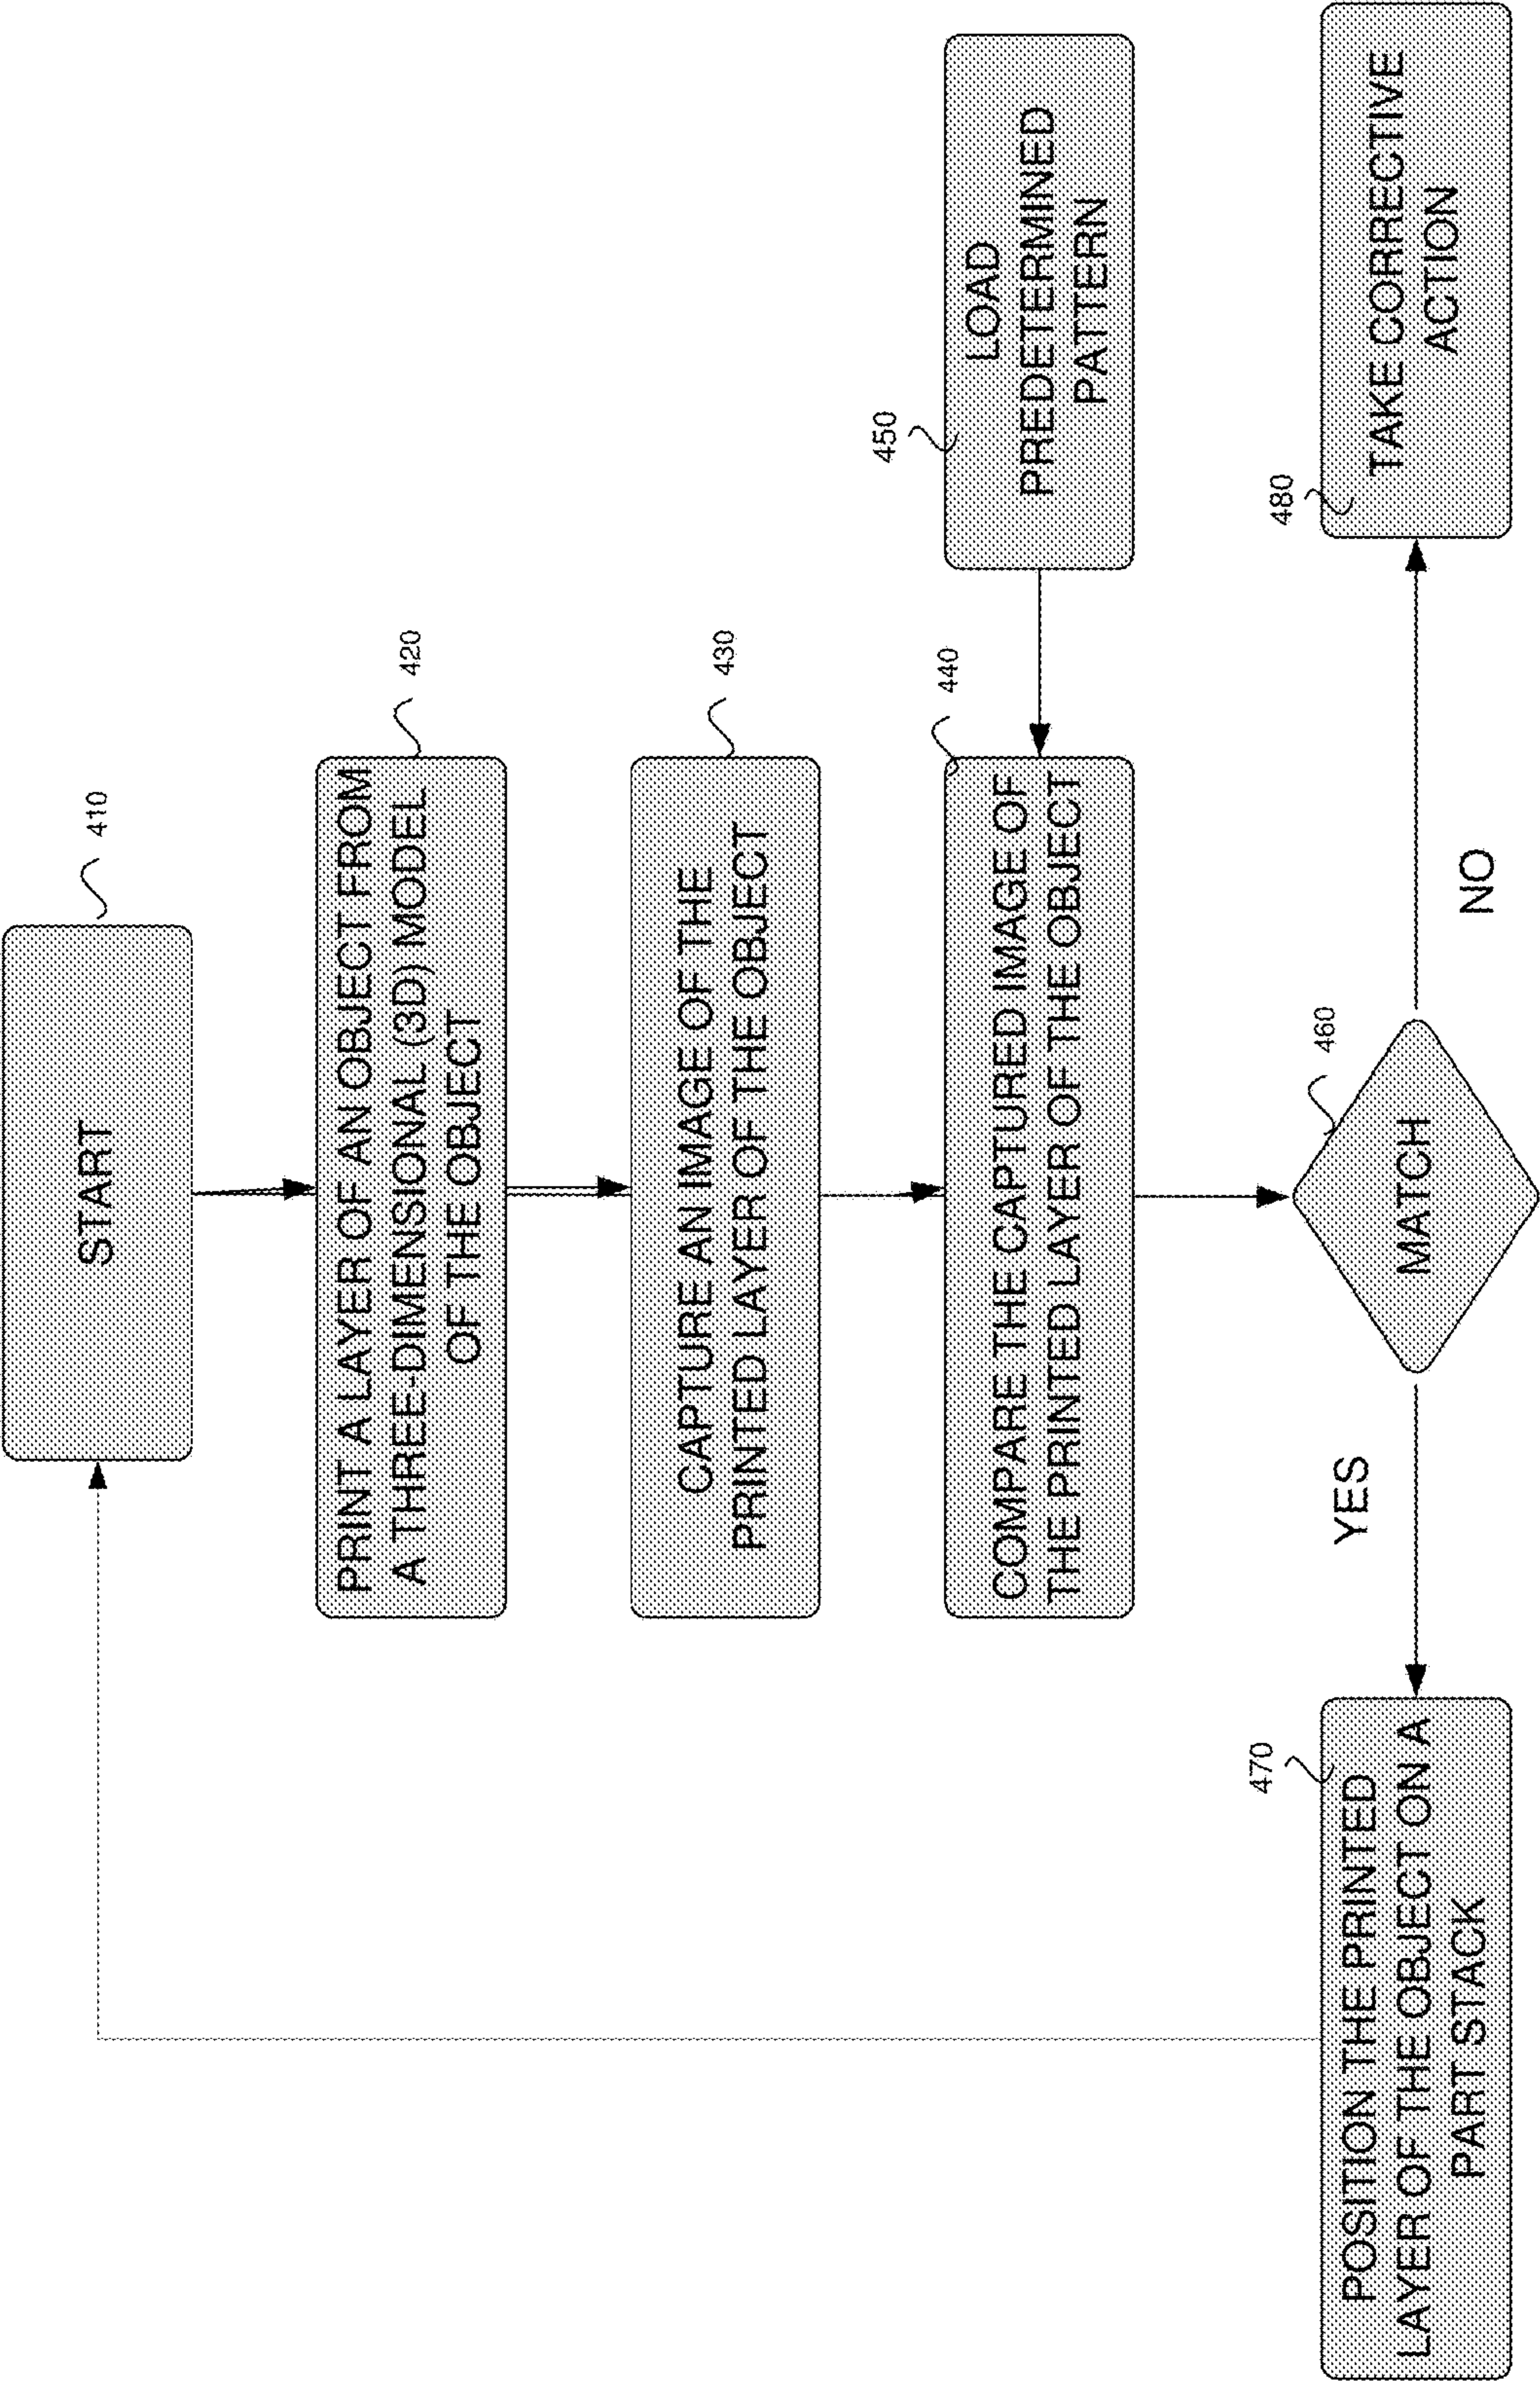 START
410
PRINT A LAYER OF AN OBJECT FROM
A THREE-DIMENSIONAL (3D) MODEL
OF THE OBJECT
420
CAPTURE AN IMAGE OF THE
PRINTED LAYER OF THE OBJECT
430
COMPARE THE CAPTURED IMAGE OF
THE PRINTED LAYER OF THE OBJECT
440
450
LOAD
PREDETERMINED
PATTERN
MATCH
460
YES
NO
470
POSITION THE PRINTED
LAYER OF THE OBJECT ON A
PART STACK
480
TAKE CORRECTIVE
ACTION